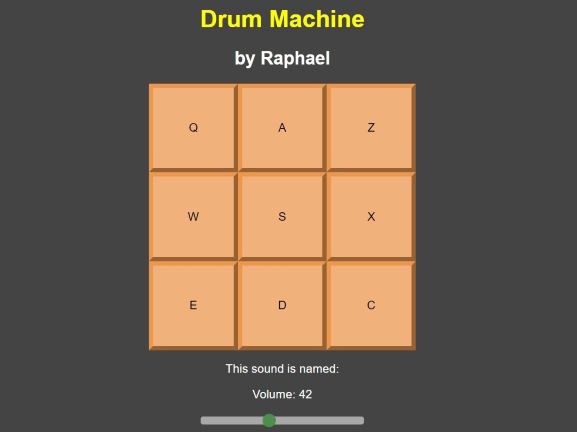 Drum Machine
by Raphael
Q A Z
W S X
E D C
This sound is named:
Volume: 42